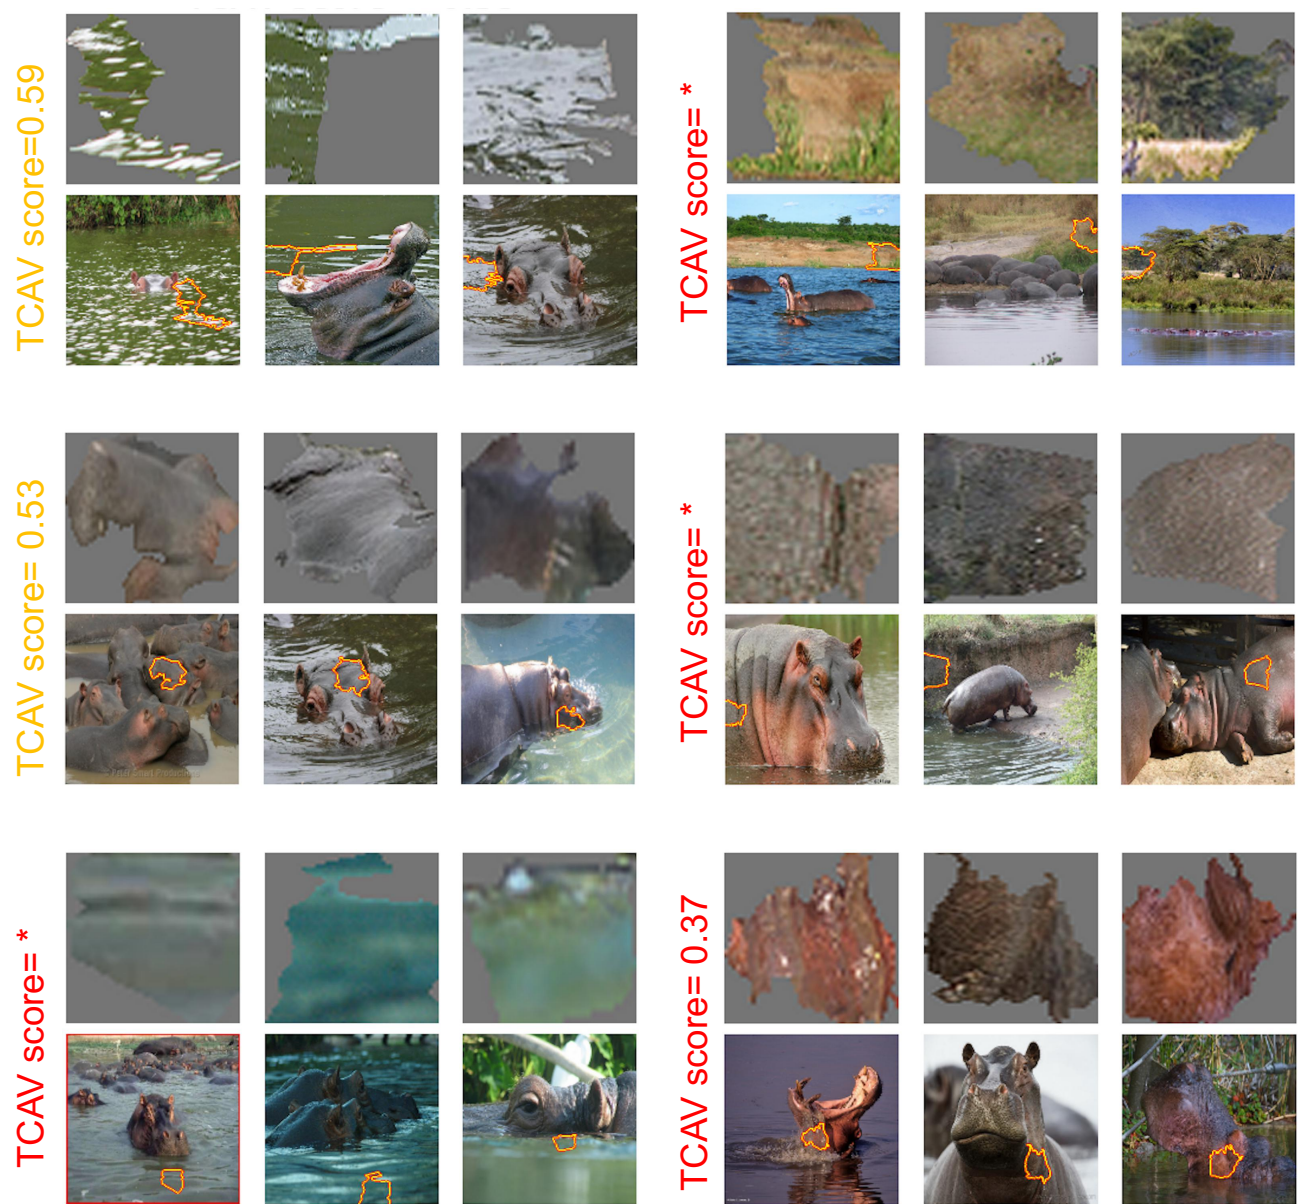 TCAV score=0.59
TCAV score= *
TCAV score= 0.53
TCAV score= *
TCAV score= *
TCAV score= 0.37